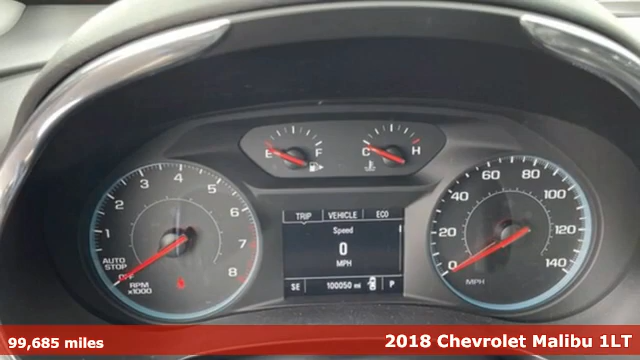 E F C H
TRIP VEHICLE ECO
Speed
0
MPH
SE 100050 mi P
AUTO
STOP
OFF
1 2 3 4 5 6 7 8
RPM
x1000
0 20 40 60 80 100 120 140
MPH
99,685 miles
2018 Chevrolet Malibu 1LT